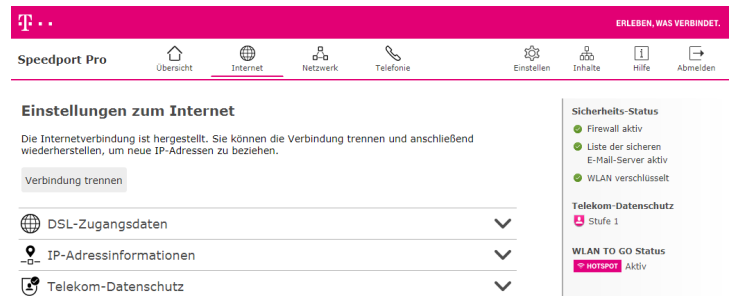 T
ERLEBEN, WAS VERBINDET.
Speedport Pro
Übersicht
Internet
Netzwerk
Telefonie
Einstellen
Inhalte
Hilfe
Abmelden
Einstellungen zum Internet
Die Internetverbindung ist hergestellt. Sie können die Verbindung trennen und anschließend
wiederherstellen, um neue IP-Adressen zu beziehen.
Verbindung trennen
DSL-Zugangsdaten
IP-Adressinformationen
Telekom-Datenschutz
Sicherheits-Status
Firewall aktiv
Liste der sicheren
E-Mail-Server aktiv
WLAN verschlüsselt
Telekom-Datenschutz
Stufe 1
WLAN TO GO Status
HOTSPOT Aktiv